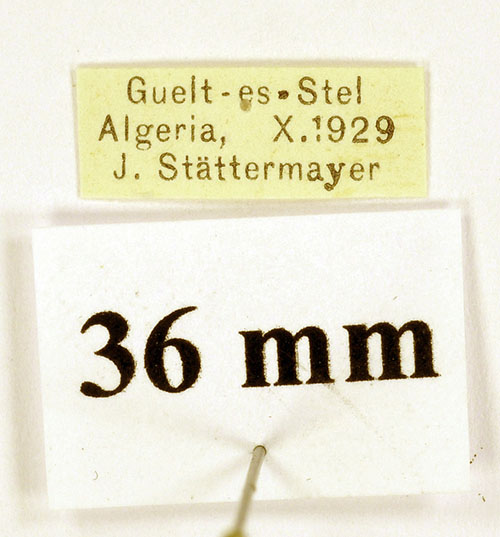 Guelt-es-Stel
Algeria, X.1929
J. Stättermayer
36 mm